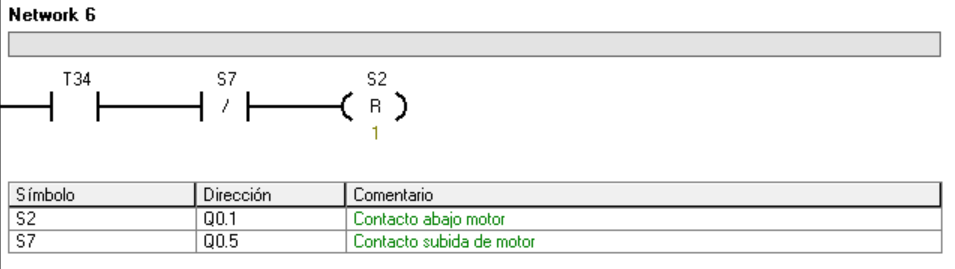 Network 6
T34 S7 S2
/ R
1
Símbolo Dirección Comentario
S2 Q0.1 Contacto abajo motor
S7 Q0.5 Contacto subida de motor